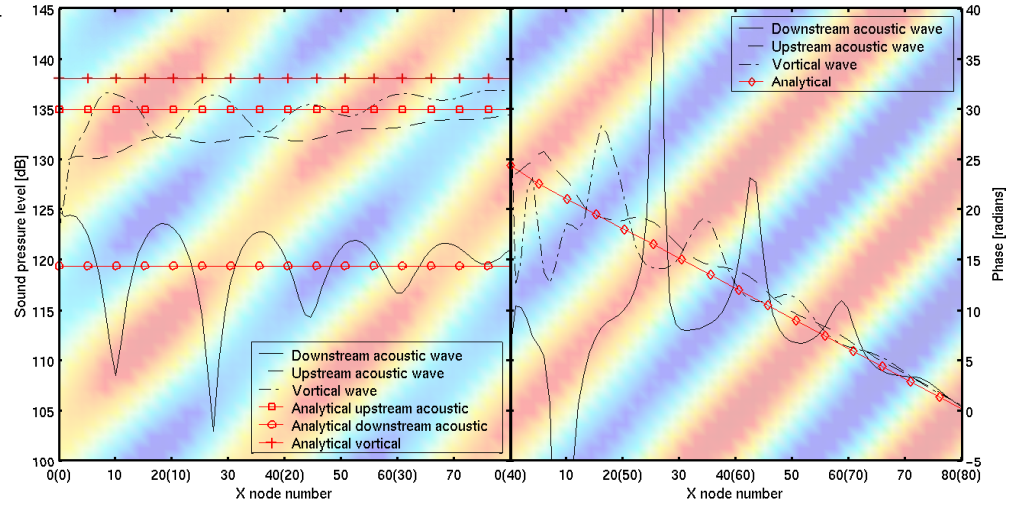 145
140
135
130
125
120
115
110
105
100
Sound pressure level [dB]
Downstream acoustic wave
Upstream acoustic wave
Vortical wave
Analytical upstream acoustic
Analytical downstream acoustic
Analytical vortical
0(0) 10 20(10) 30 40(20) 50 60(30) 70 0(40
X node number
Downstream acoustic wave
Upstream acoustic wave
Vortical wave
Analytical
10 20(50) 30 40(60) 50 60(70) 70 80(80)
X node number
40
35
30
25
20
15
10
5
0
-5
Phase [radians]